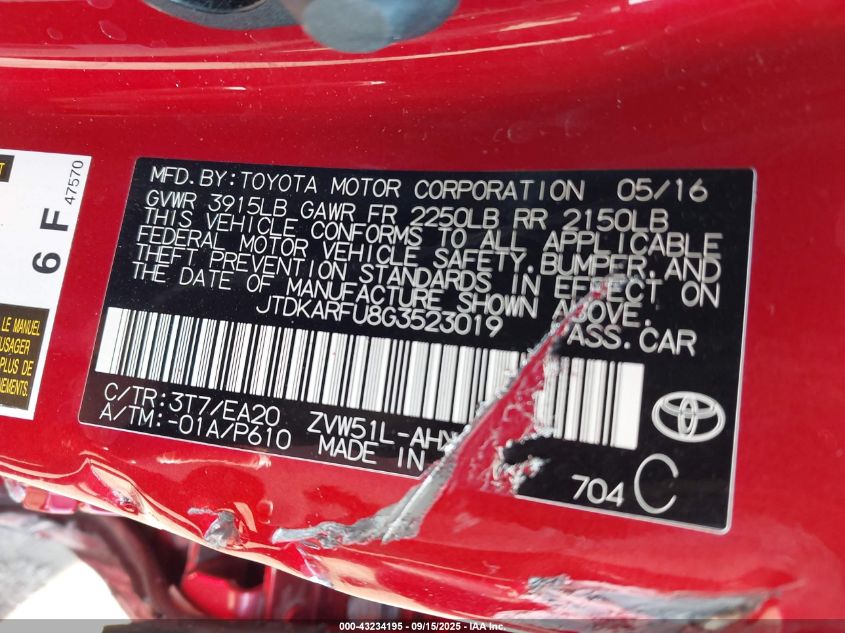 MFD.BY:TOYOTA MOTOR CORPORATION 05/16
GVWR 3915LB GAWR FR 2250LB RR 2150LB
THIS VEHICLE CONFORMS TO ALL APPLICABLE
FEDERAL MOTOR VEHICLE SAFETY,BUMPER,AND
THEFT PREVENTION STANDARDS IN EFFECT ON
THE DATE OF MANUFACTURE SHOWN ABOVE.
JTDKARFU8G3523019 PASS.CAR
C/TR:3T7/EA20 ZVW51L-AH
A/TM:-01A/P610 MADE IN
704 C
6 F
47570
LE MANUEL
PLUS DE
000-43234195 - 09/15/2025 - IAA Inc.